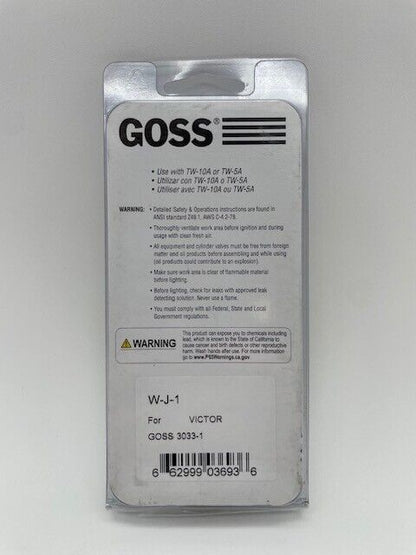 GOSS®
• Use with TW-10A or TW-5A
• Utilizar con TW-10A o TW-5A
• Utiliser avec TW-10A ou TW-5A
WARNING: • Detailed Safety & Operations instructions are found in
ANSI standard Z49.1, AWS C-4.2-78.
• Thoroughly ventilate work area before ignition and during
usage with clean fresh air.
• All equipment and cylinder valves must be free from foreign
matter and oil products before assembling and while using
(oil products could contribute to an explosion).
• Make sure work area is clear of flammable material
before lighting.
• Before lighting, check for leaks with approved leak
detecting solution. Never use a flame.
• You must comply with all Federal, State and Local
Government regulations.
WARNING
This product can expose you to chemicals including
lead, which is known to the State of California to
cause cancer and birth defects or other reproductive
harm. Wash hands after use. For more information
go to www.P65Warnings.ca.gov.
W-J-1
For VICTOR
GOSS 3033-1
6 62999 03693 6